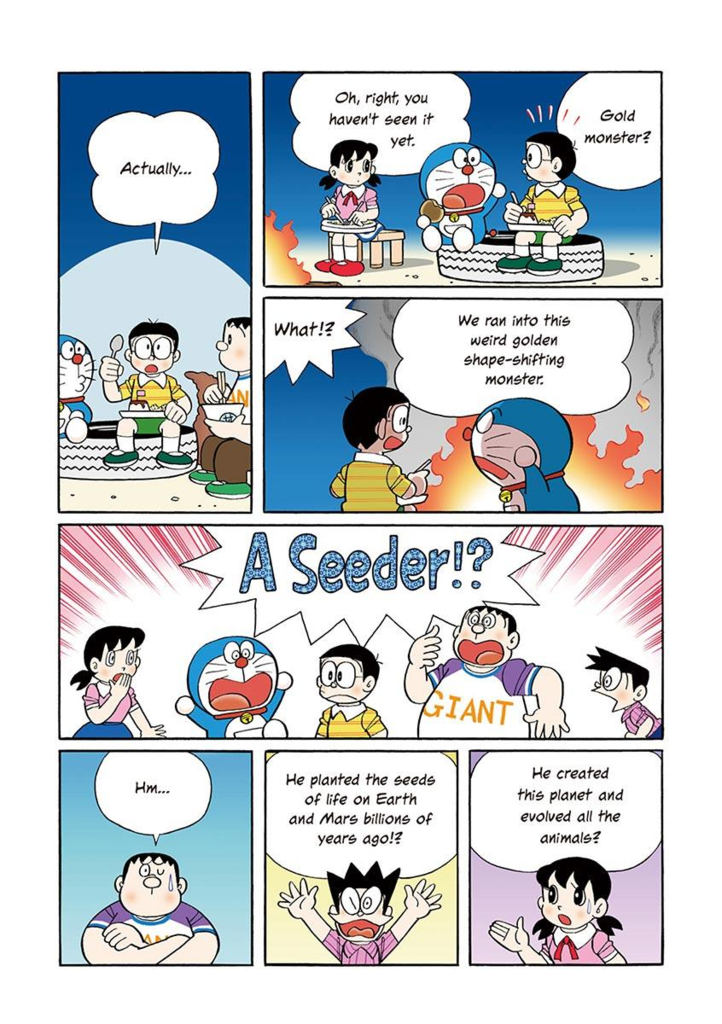 Gold
monster?
Oh, right, you
haven't seen it
yet.
We ran into this
weird golden
shape-shifting
monster.
What!?
Actually...
AN
A Seeder!?
GIANT
He created
this planet and
evolved all the
animals?
He planted the seeds
of life on Earth
and Mars billions of
years ago!?
Hm...
AN